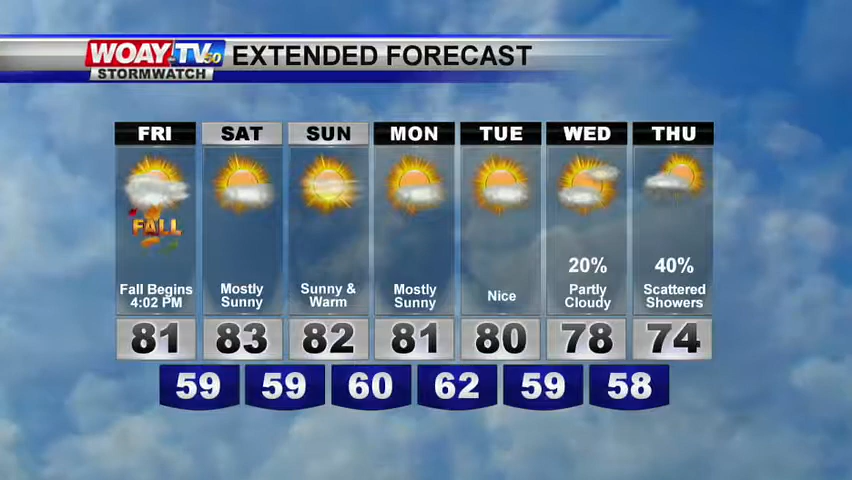 WOAY-TV 50
STORMWATCH
EXTENDED FORECAST
FRI SAT SUN MON TUE WED THU
FALL
20% 40%
Fall Begins
4:02 PM
Mostly
Sunny
Sunny &
Warm
Mostly
Sunny
Nice
Partly
Cloudy
Scattered
Showers
81 83 82 81 80 78 74
59 59 60 62 59 58